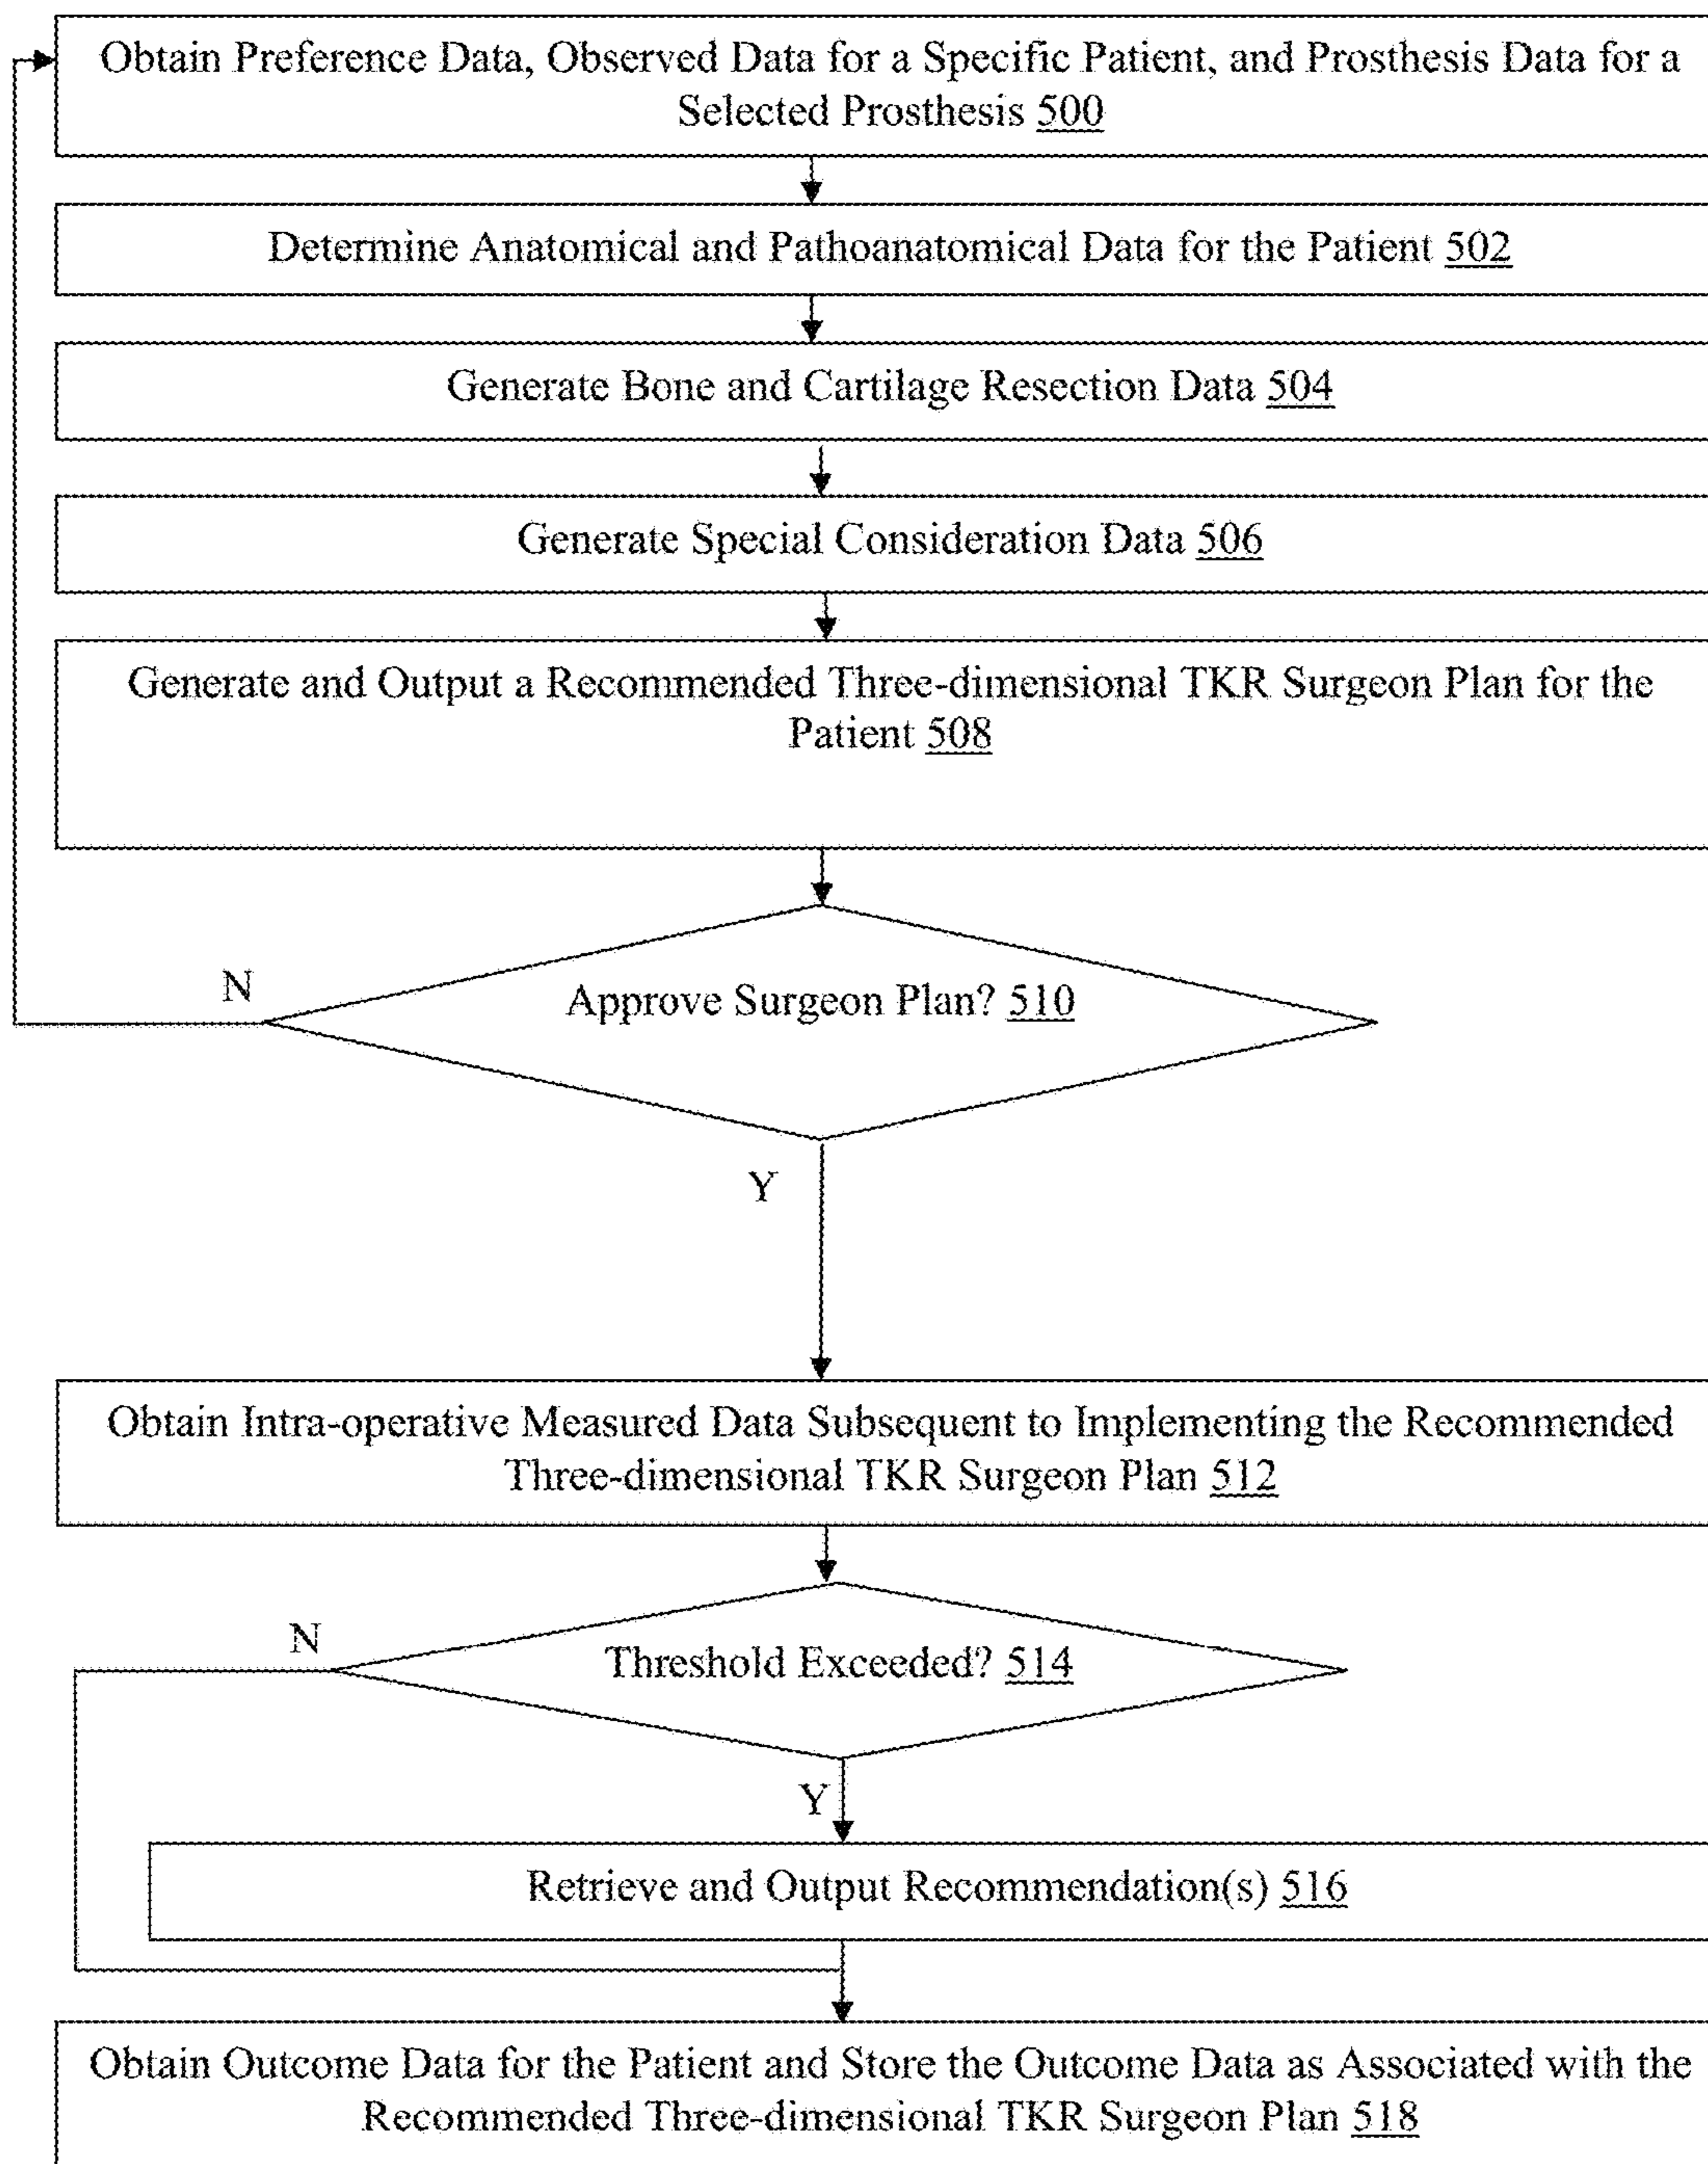 Obtain Preference Data, Observed Data for a Specific Patient, and Prosthesis Data for a
Selected Prosthesis 500
Determine Anatomical and Pathoanatomical Data for the Patient 502
Generate Bone and Cartilage Resection Data 504
Generate Special Consideration Data 506
Generate and Output a Recommended Three-dimensional TKR Surgeon Plan for the
Patient 508
N
Approve Surgeon Plan? 510
Y
Obtain Intra-operative Measured Data Subsequent to Implementing the Recommended
Three-dimensional TKR Surgeon Plan 512
N
Threshold Exceeded? 514
Y
Retrieve and Output Recommendation(s) 516
Obtain Outcome Data for the Patient and Store the Outcome Data as Associated with the
Recommended Three-dimensional TKR Surgeon Plan 518